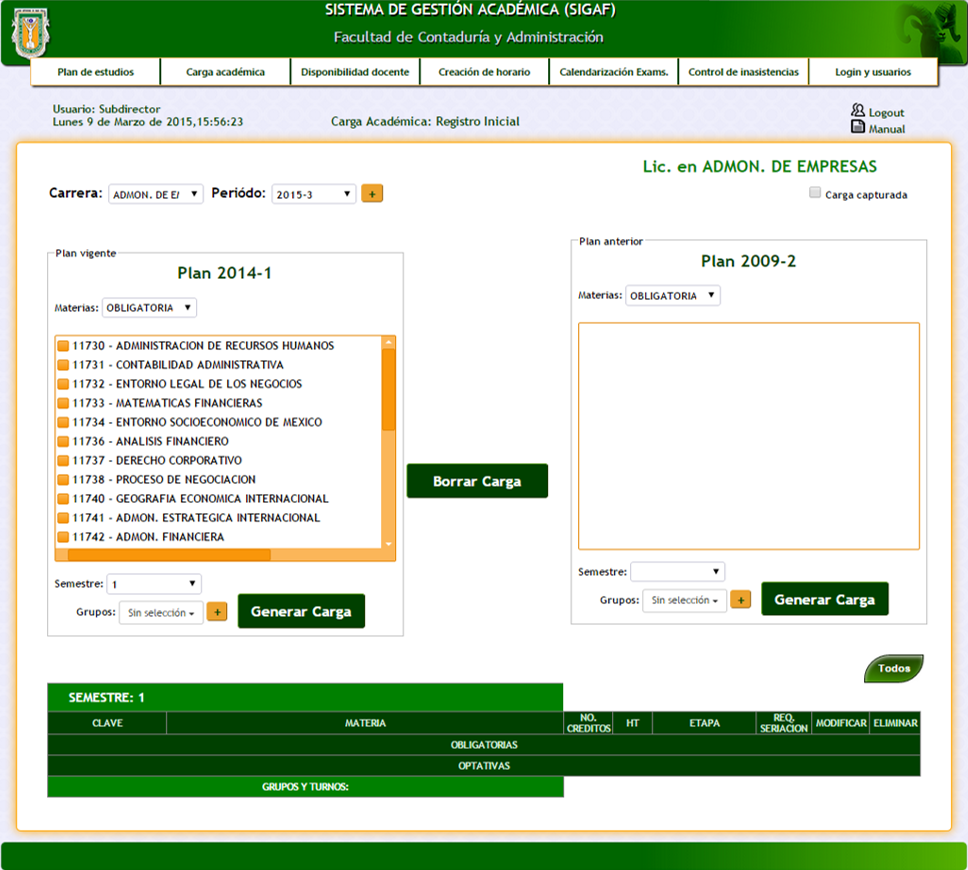 SISTEMA DE GESTIÓN ACADÉMICA (SIGAF)
Facultad de Contaduría y Administración
Plan de estudios Carga académica Disponibilidad docente Creación de horario Calendarización Exams. Control de inasistencias Login y usuarios
Usuario: Subdirector
Lunes 9 de Marzo de 2015,15:56:23
Carga Académica: Registro Inicial
Logout
Manual
Lic. en ADMON. DE EMPRESAS
Carrera: ADMON. DE E/ Periódo: 2015-3 +
Carga capturada
Plan vigente
Plan 2014-1
Materias: OBLIGATORIA
11730 - ADMINISTRACION DE RECURSOS HUMANOS
11731 - CONTABILIDAD ADMINISTRATIVA
11732 - ENTORNO LEGAL DE LOS NEGOCIOS
11733 - MATEMATICAS FINANCIERAS
11734 - ENTORNO SOCIOECONOMICO DE MEXICO
11736 - ANALISIS FINANCIERO
11737 - DERECHO CORPORATIVO
11738 - PROCESO DE NEGOCIACION
11740 - GEOGRAFIA ECONOMICA INTERNACIONAL
11741 - ADMON. ESTRATEGICA INTERNACIONAL
11742 - ADMON. FINANCIERA
Semestre: 1
Grupos: Sin selección + Generar Carga
Borrar Carga
Plan anterior
Plan 2009-2
Materias: OBLIGATORIA
Semestre:
Grupos: Sin selección + Generar Carga
Todos
SEMESTRE: 1
CLAVE MATERIA NO. CREDITOS HT ETAPA REQ. SERIACION MODIFICAR ELIMINAR
OBLIGATORIAS
OPTATIVAS
GRUPOS Y TURNOS: